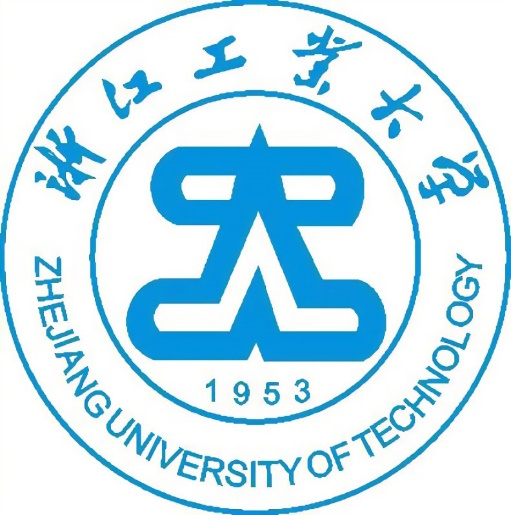 浙江工业大学
1953
ZHEJIANG UNIVERSITY OF TECHNOLOGY